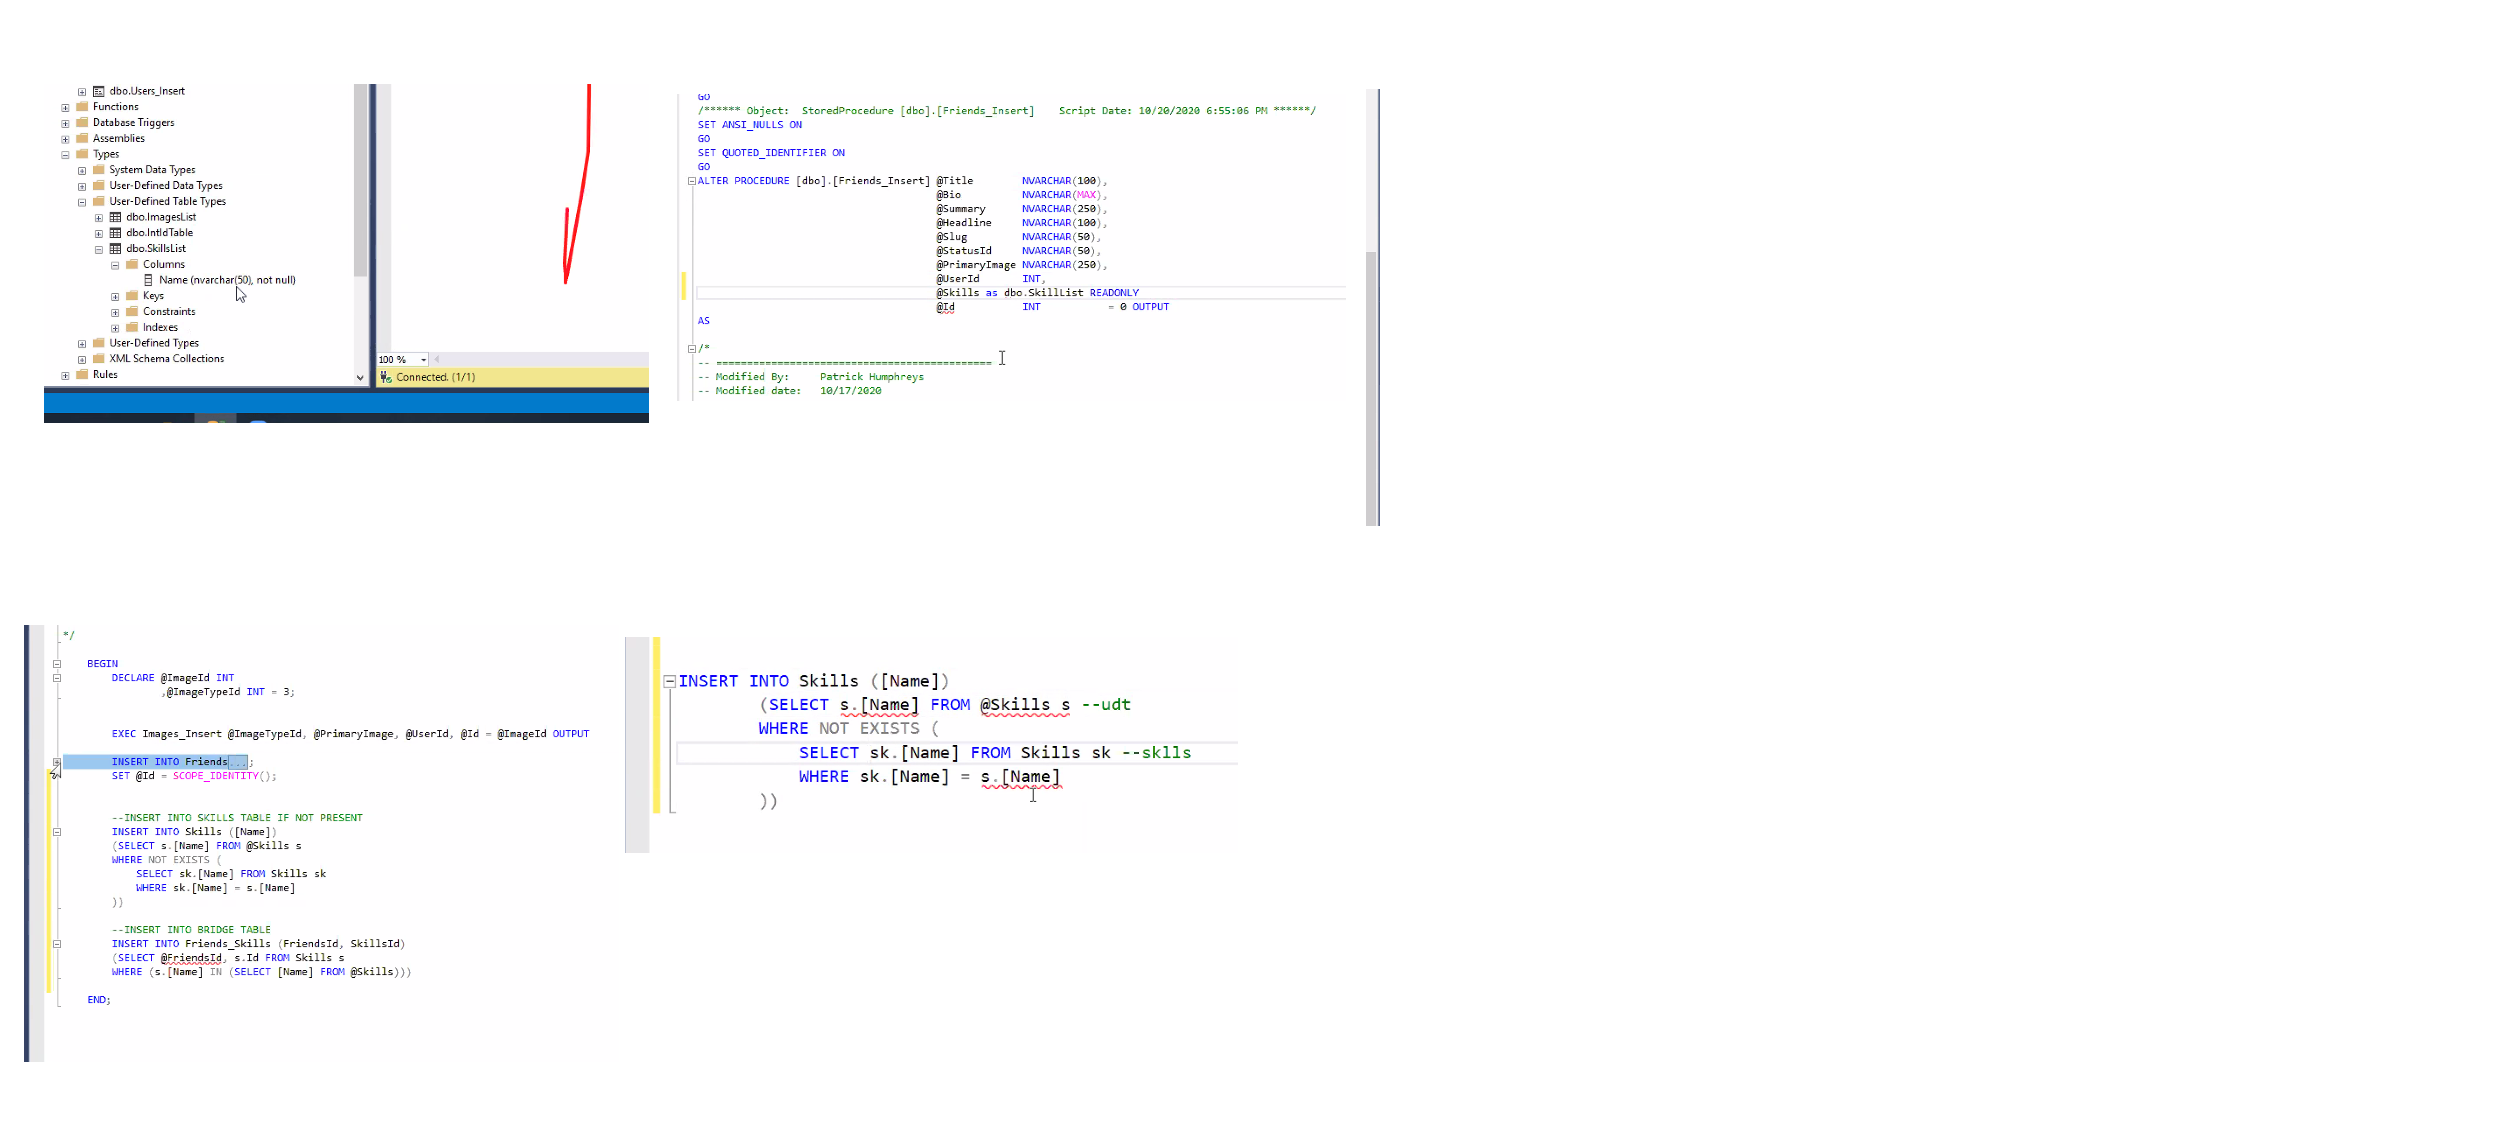 dbo.Users_Insert
Functions
Database Triggers
Assemblies
Types
System Data Types
User-Defined Data Types
User-Defined Table Types
dbo.ImagesList
dbo.IntIdTable
dbo.SkillsList
Columns
Name (nvarchar(50), not null)
Keys
Constraints
Indexes
User-Defined Types
XML Schema Collections
Rules
100 %
Connected. (1/1)
GO
/****** Object:  StoredProcedure [dbo].[Friends_Insert]    Script Date: 10/20/2020 6:55:06 PM ******/
SET ANSI_NULLS ON
GO
SET QUOTED_IDENTIFIER ON
GO
ALTER PROCEDURE [dbo].[Friends_Insert] @Title NVARCHAR(100),
@Bio NVARCHAR(MAX),
@Summary NVARCHAR(250),
@Headline NVARCHAR(100),
@Slug NVARCHAR(50),
@StatusId NVARCHAR(50),
@PrimaryImage NVARCHAR(250),
@UserId INT,
@Skills as dbo.SkillList READONLY
@Id INT = 0 OUTPUT
AS
/*
-- =============================================
-- Modified By: Patrick Humphreys
-- Modified date: 10/17/2020
*/
BEGIN
DECLARE @ImageId INT
,@ImageTypeId INT = 3;
EXEC Images_Insert @ImageTypeId, @PrimaryImage, @UserId, @Id = @ImageId OUTPUT
INSERT INTO Friends...;
SET @Id = SCOPE_IDENTITY();
--INSERT INTO SKILLS TABLE IF NOT PRESENT
INSERT INTO Skills ([Name])
(SELECT s.[Name] FROM @Skills s
WHERE NOT EXISTS (
SELECT sk.[Name] FROM Skills sk
WHERE sk.[Name] = s.[Name]
))
--INSERT INTO BRIDGE TABLE
INSERT INTO Friends_Skills (FriendsId, SkillsId)
(SELECT @FriendsId, s.Id FROM Skills s
WHERE (s.[Name] IN (SELECT [Name] FROM @Skills)))
END;
INSERT INTO Skills ([Name])
(SELECT s.[Name] FROM @Skills s --udt
WHERE NOT EXISTS (
SELECT sk.[Name] FROM Skills sk --sklls
WHERE sk.[Name] = s.[Name]
))